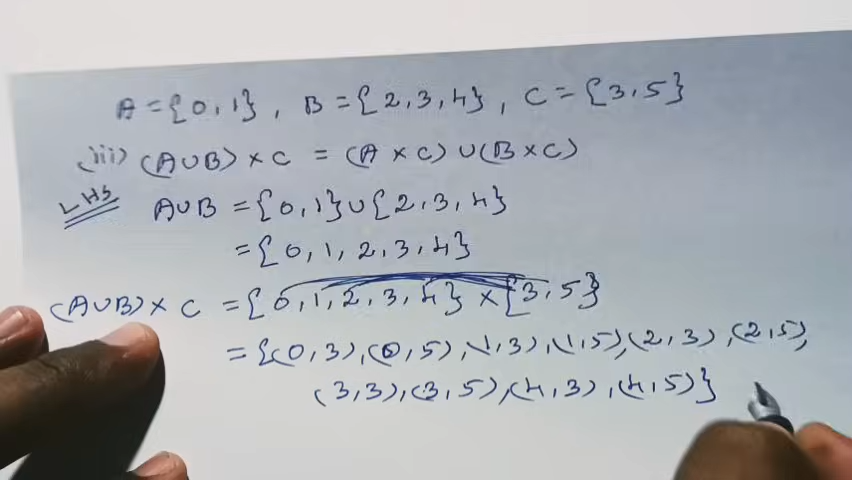 A = {0, 1}, B = {2, 3, 4}, C = {3, 5}
(iii) (A∪B) × C = (A × C) ∪ (B × C)
LHS A∪B = {0, 1} ∪ {2, 3, 4}
= {0, 1, 2, 3, 4}
(A∪B) × C = {0, 1, 2, 3, 4} × {3, 5}
= {(0, 3), (0, 5), (1, 3), (1, 5), (2, 3), (2, 5),
(3, 3), (3, 5), (4, 3), (4, 5)}